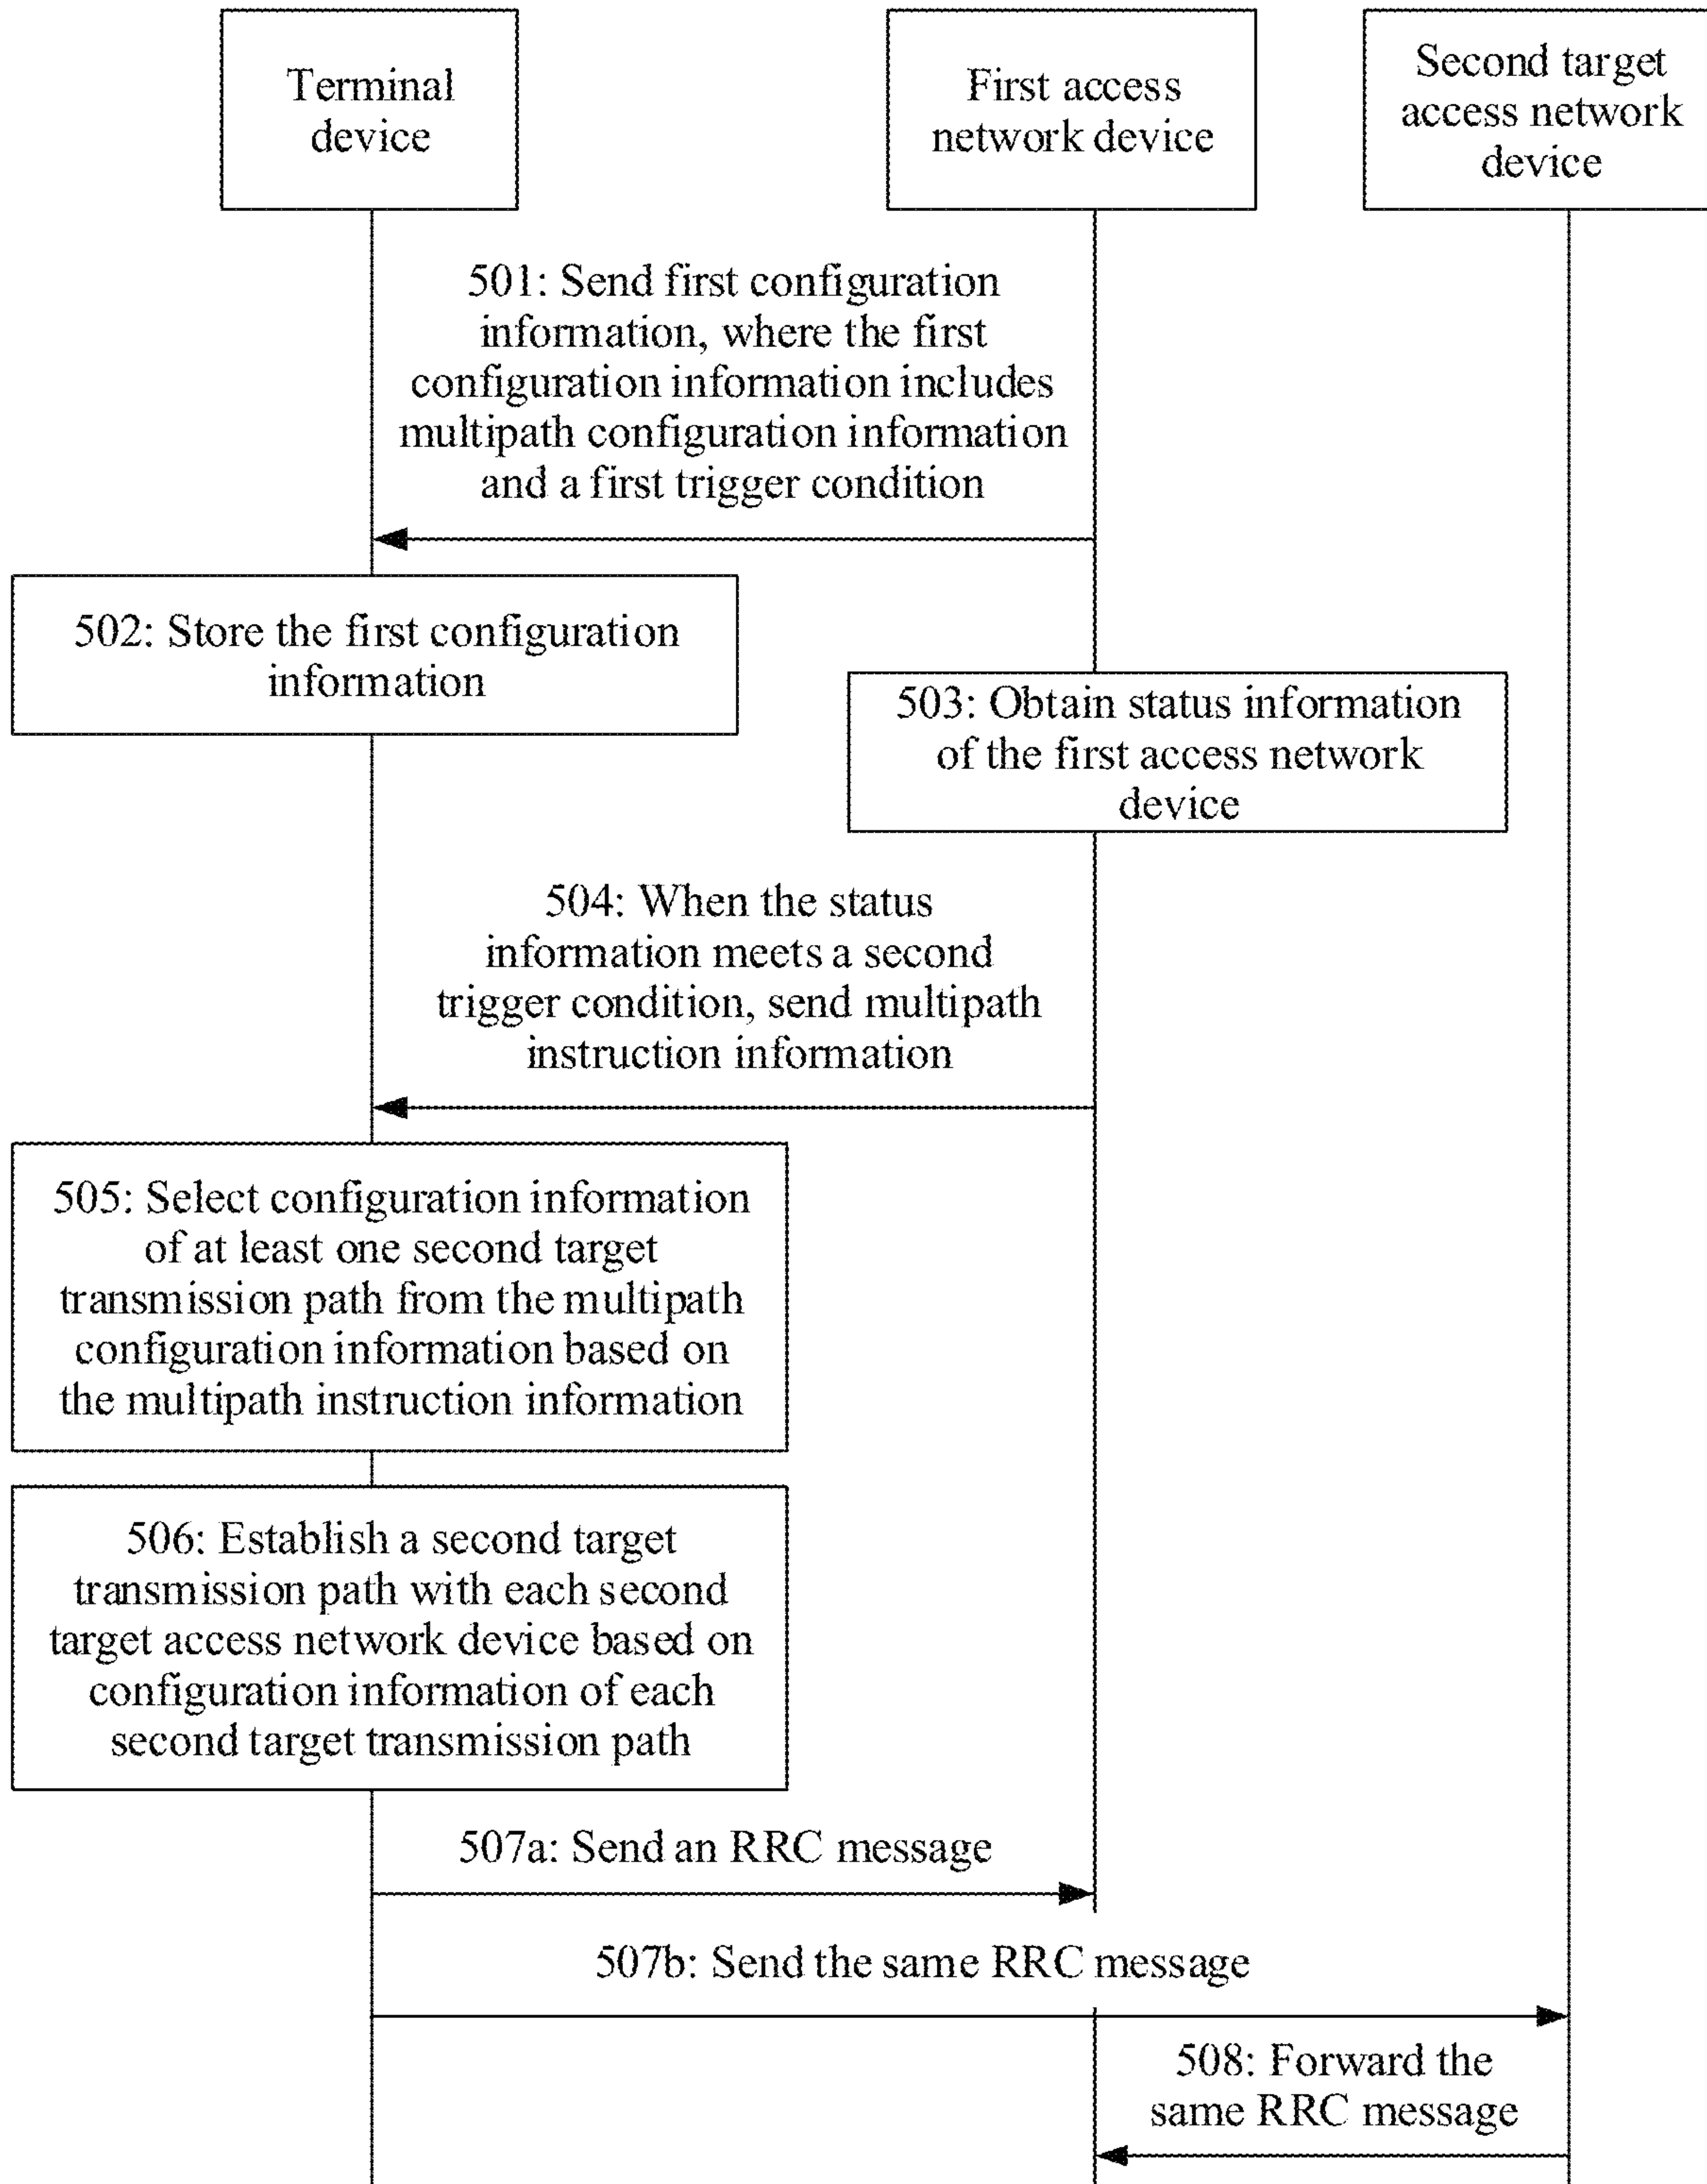 Terminal
device
First access
network device
Second target
access network
device
501: Send first configuration
information, where the first
configuration information includes
multipath configuration information
and a first trigger condition
502: Store the first configuration
information
503: Obtain status information
of the first access network
device
504: When the status
information meets a second
trigger condition, send multipath
instruction information
505: Select configuration information
of at least one second target
transmission path from the multipath
configuration information based on
the multipath instruction information
506: Establish a second target
transmission path with each second
target access network device based on
configuration information of each
second target transmission path
507a: Send an RRC message
507b: Send the same RRC message
508: Forward the
same RRC message